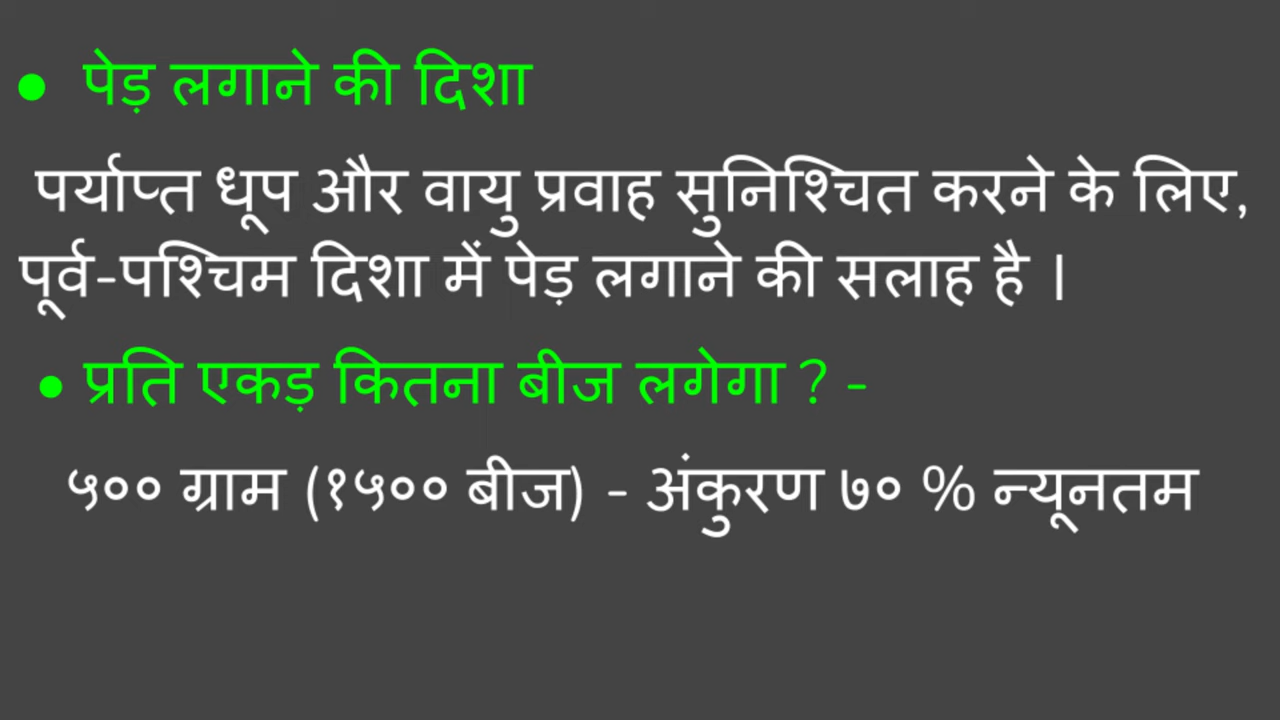 • पेड़ लगाने की दिशा
पर्याप्त धूप और वायु प्रवाह सुनिश्चित करने के लिए,
पूर्व-पश्चिम दिशा में पेड़ लगाने की सलाह है ।
• प्रति एकड़ कितना बीज लगेगा ? -
५०० ग्राम (१५०० बीज) - अंकुरण ७० % न्यूनतम